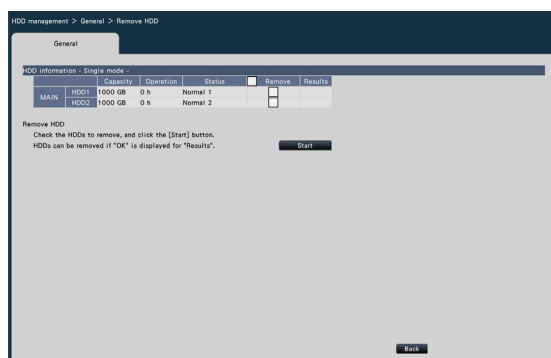 HDD management > General > Remove HDD
General
HDD information - Single mode -
Capacity Operation Status Remove Results
MAIN HDD1 1000 GB 0 h Normal 1
HDD2 1000 GB 0 h Normal 2
Remove HDD
Check the HDDs to remove, and click the [Start] button.
HDDs can be removed if "OK" is displayed for "Results". Start
Back